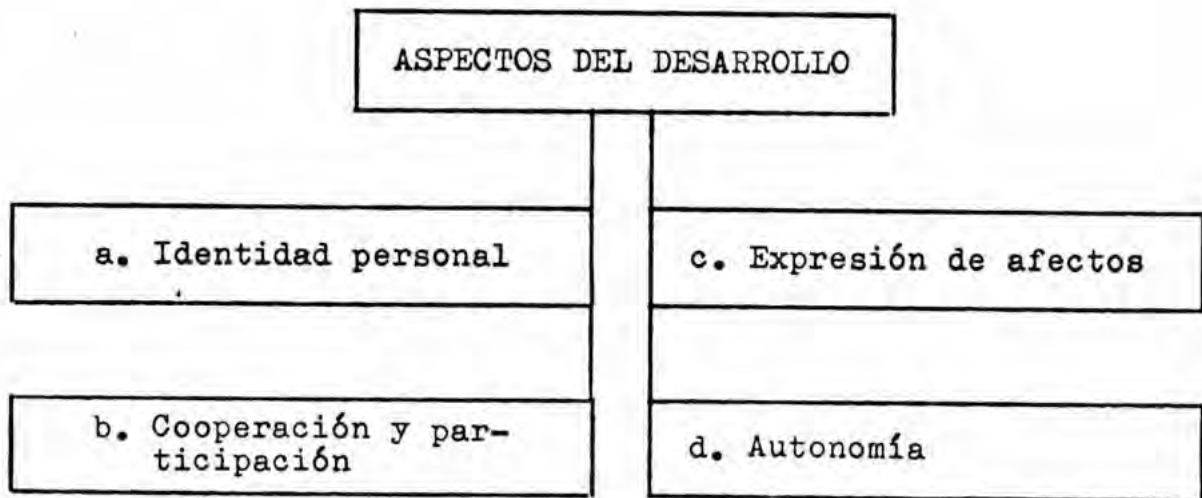 ASPECTOS DEL DESARROLLO
a. Identidad personal
b. Cooperación y par-
ticipación
c. Expresión de afectos
d. Autonomía